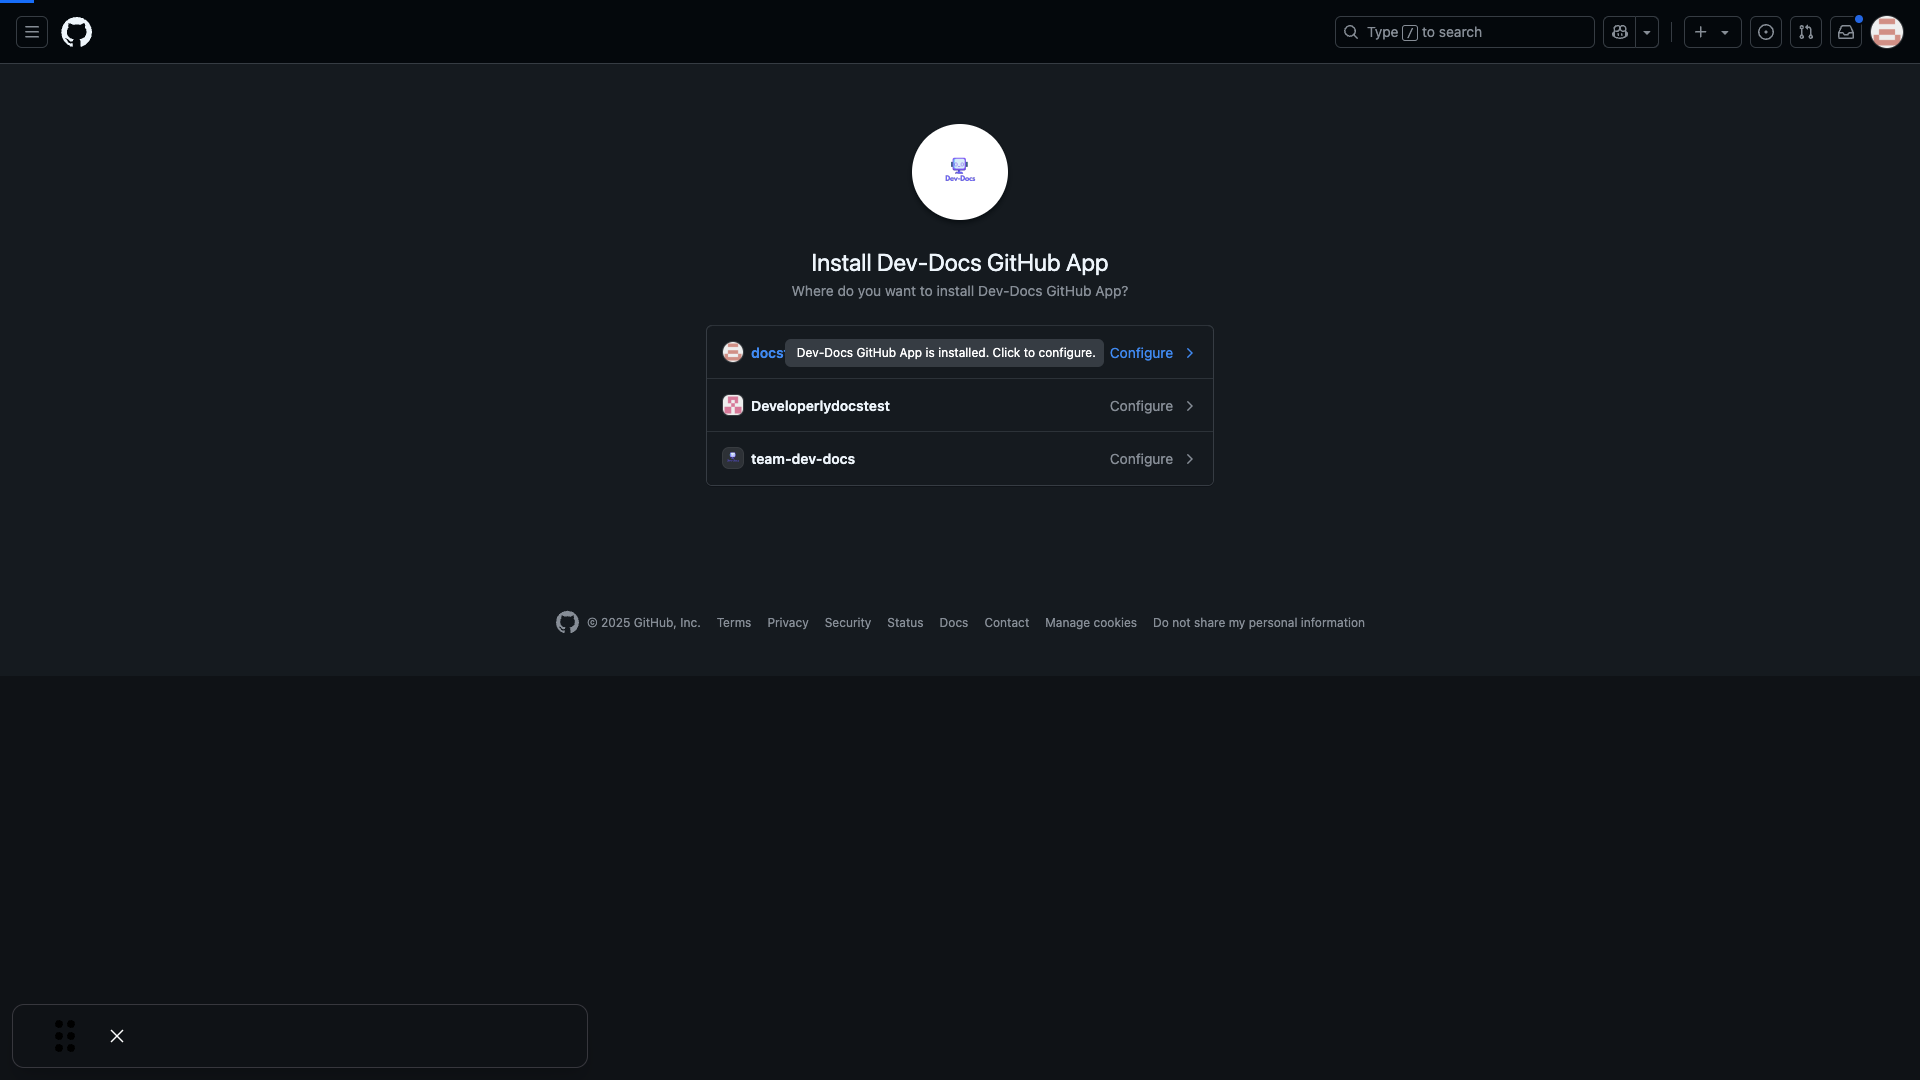 Type / to search
Dev-Docs
Install Dev-Docs GitHub App
Where do you want to install Dev-Docs GitHub App?
Dev-Docs GitHub App is installed. Click to configure. Configure
Developerlydocstest Configure
team-dev-docs Configure
© 2025 GitHub, Inc. Terms Privacy Security Status Docs Contact Manage cookies Do not share my personal information